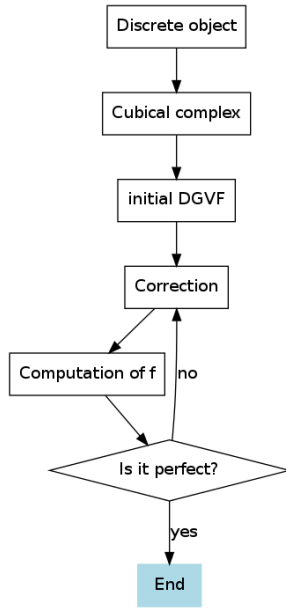 Discrete object
Cubical complex
initial DGVF
Correction
Computation of f
no
Is it perfect?
yes
End